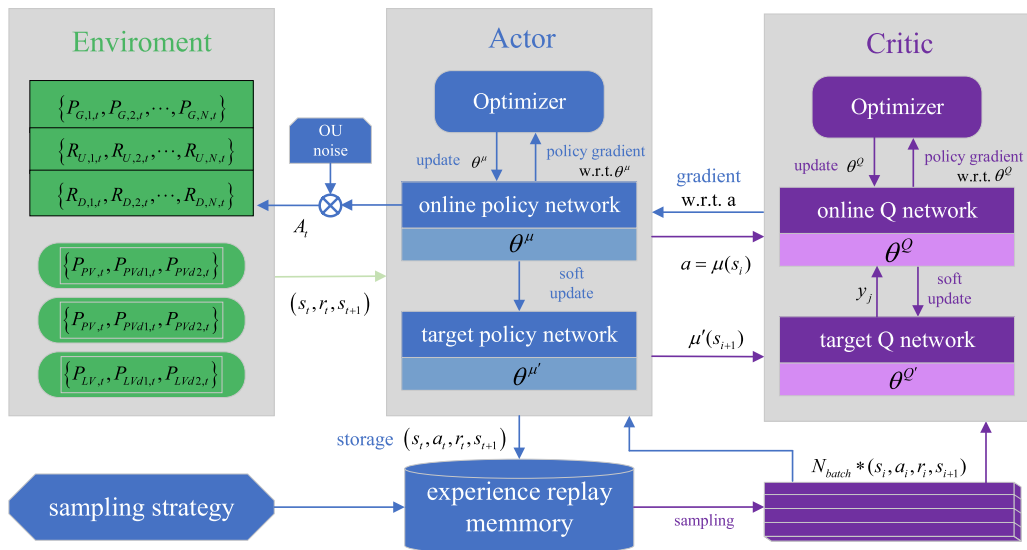 Enviroment
{P_{G,1,t}, P_{G,2,t}, ⋯, P_{G,N,t}}
{R_{U,1,t}, R_{U,2,t}, ⋯, R_{U,N,t}}
{R_{D,1,t}, R_{D,2,t}, ⋯, R_{D,N,t}}
{P_{PV,t}, P_{PVd1,t}, P_{PVd2,t}}
{P_{PV,t}, P_{PVd1,t}, P_{PVd2,t}}
{P_{LV,t}, P_{LVd1,t}, P_{LVd2,t}}
OU
noise
A_t
(s_t, r_t, s_{t+1})
Actor
Optimizer
update θ^μ
policy gradient
w.r.t. θ^μ
online policy network
θ^μ
soft
update
target policy network
θ^{μ'}
storage (s_t, a_t, r_t, s_{t+1})
gradient
w.r.t. a
a = μ(s_i)
μ'(s_{i+1})
Critic
Optimizer
update θ^Q
policy gradient
w.r.t. θ^Q
online Q network
θ^Q
y_j
soft
update
target Q network
θ^{Q'}
sampling strategy
experience replay
memmory
sampling
N_{batch} * (s_i, a_i, r_i, s_{i+1})